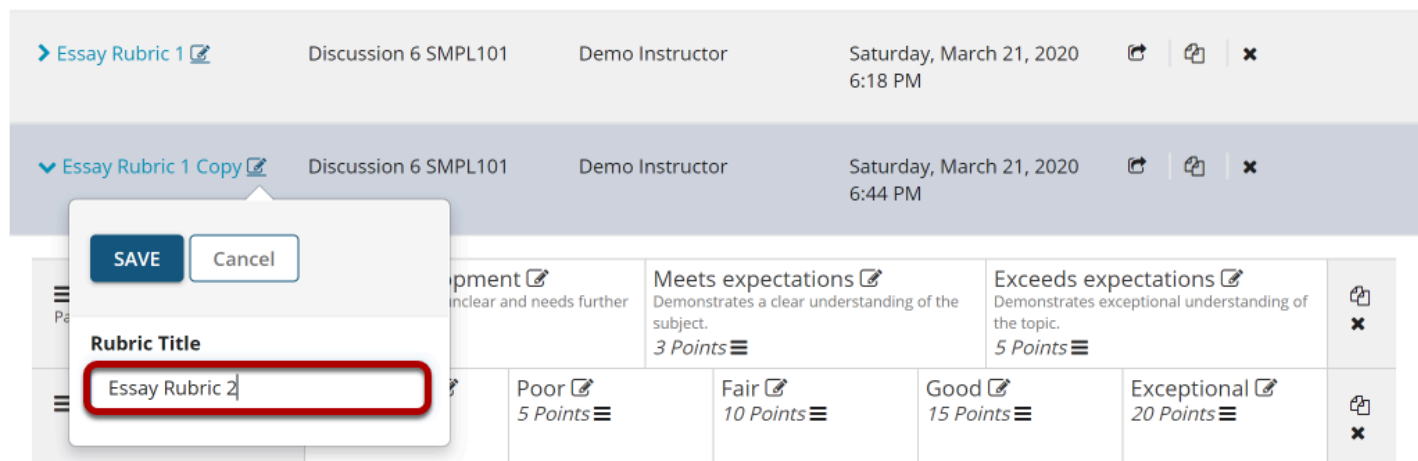 Essay Rubric 1 Discussion 6 SMPL101 Demo Instructor Saturday, March 21, 2020
6:18 PM
Essay Rubric 1 Copy Discussion 6 SMPL101 Demo Instructor Saturday, March 21, 2020
6:44 PM
SAVE Cancel
Rubric Title
Essay Rubric 2
Meets expectations Exceeds expectations
unclear and needs further Demonstrates a clear understanding of the Demonstrates exceptional understanding of
subject. the topic.
3 Points 5 Points
Poor Fair Good Exceptional
5 Points 10 Points 15 Points 20 Points